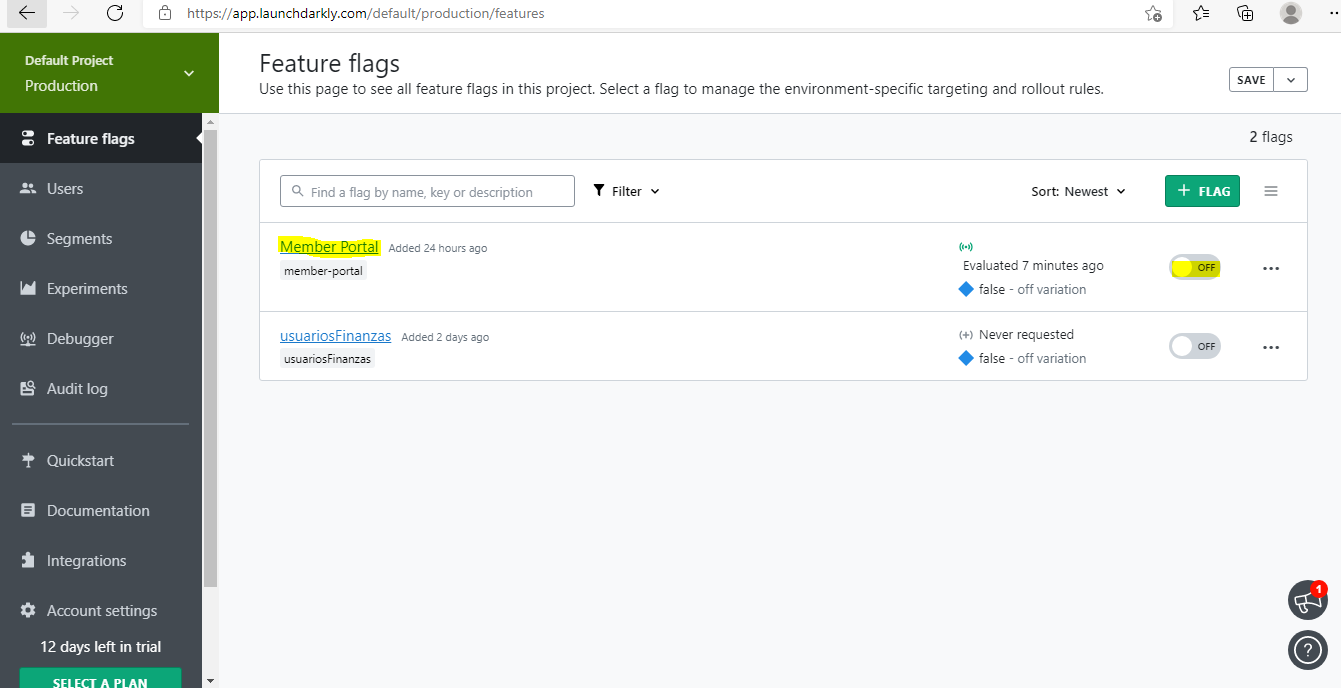 https://app.launchdarkly.com/default/production/features
Default Project
Production
Feature flags
Users
Segments
Experiments
Debugger
Audit log
Quickstart
Documentation
Integrations
Account settings
12 days left in trial
SELECT A PLAN
Feature flags
Use this page to see all feature flags in this project. Select a flag to manage the environment-specific targeting and rollout rules.
SAVE
2 flags
Find a flag by name, key or description
Filter
Sort: Newest
+ FLAG
Member Portal Added 24 hours ago
member-portal
Evaluated 7 minutes ago
false - off variation
OFF
usuariosFinanzas Added 2 days ago
usuariosFinanzas
Never requested
false - off variation
OFF
1
?